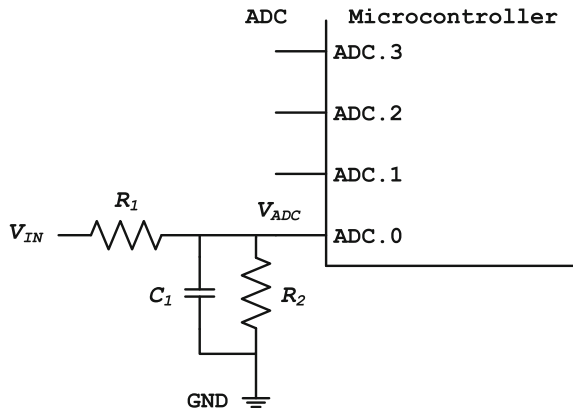 ADC Microcontroller
ADC.3
ADC.2
ADC.1
R1
VADC
VIN
ADC.0
C1
R2
GND